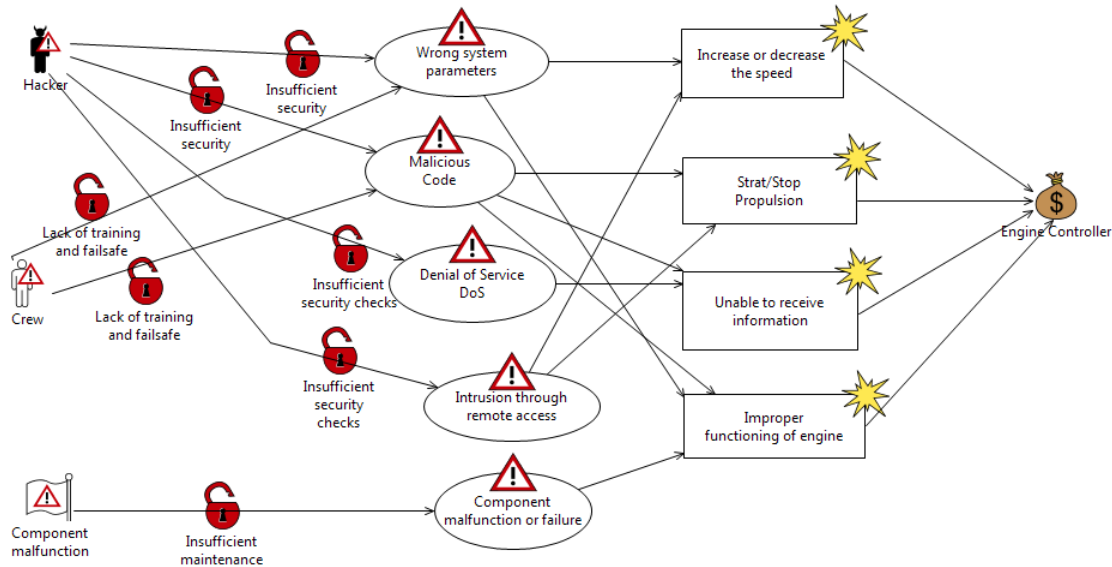 Hacker
Insufficient
security
Insufficient
security
Wrong system
parameters
Increase or decrease
the speed
Malicious
Code
Strat/Stop
Propulsion
$
Engine Controller
Lack of training
and failsafe
Crew
Lack of training
and failsafe
Insufficient
security checks
Denial of Service
DoS
Unable to receive
information
Insufficient
security
checks
Intrusion through
remote access
Improper
functioning of engine
Component
malfunction
Insufficient
maintenance
Component
malfunction or failure